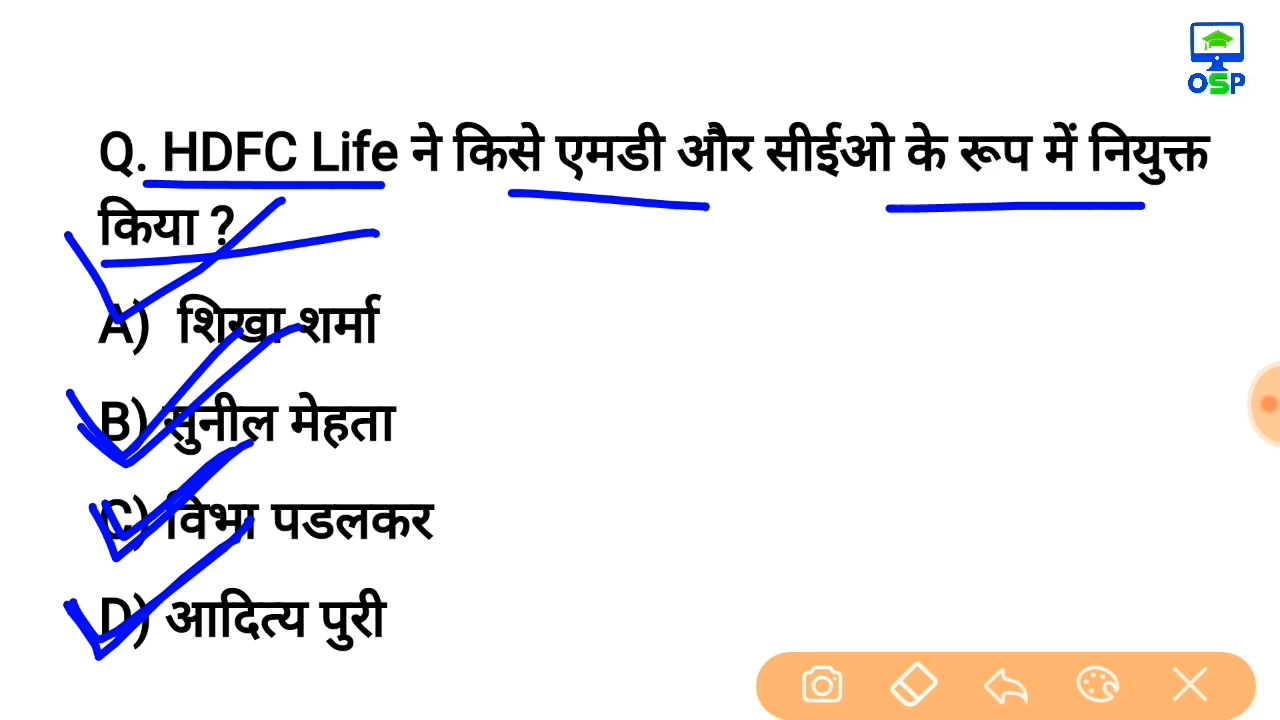 OSP
Q. HDFC Life ने किसे एमडी और सीईओ के रूप में नियुक्त
किया ?
A) शिखा शर्मा
B) सुनील मेहता
C) विभा पडलकर
D) आदित्य पुरी